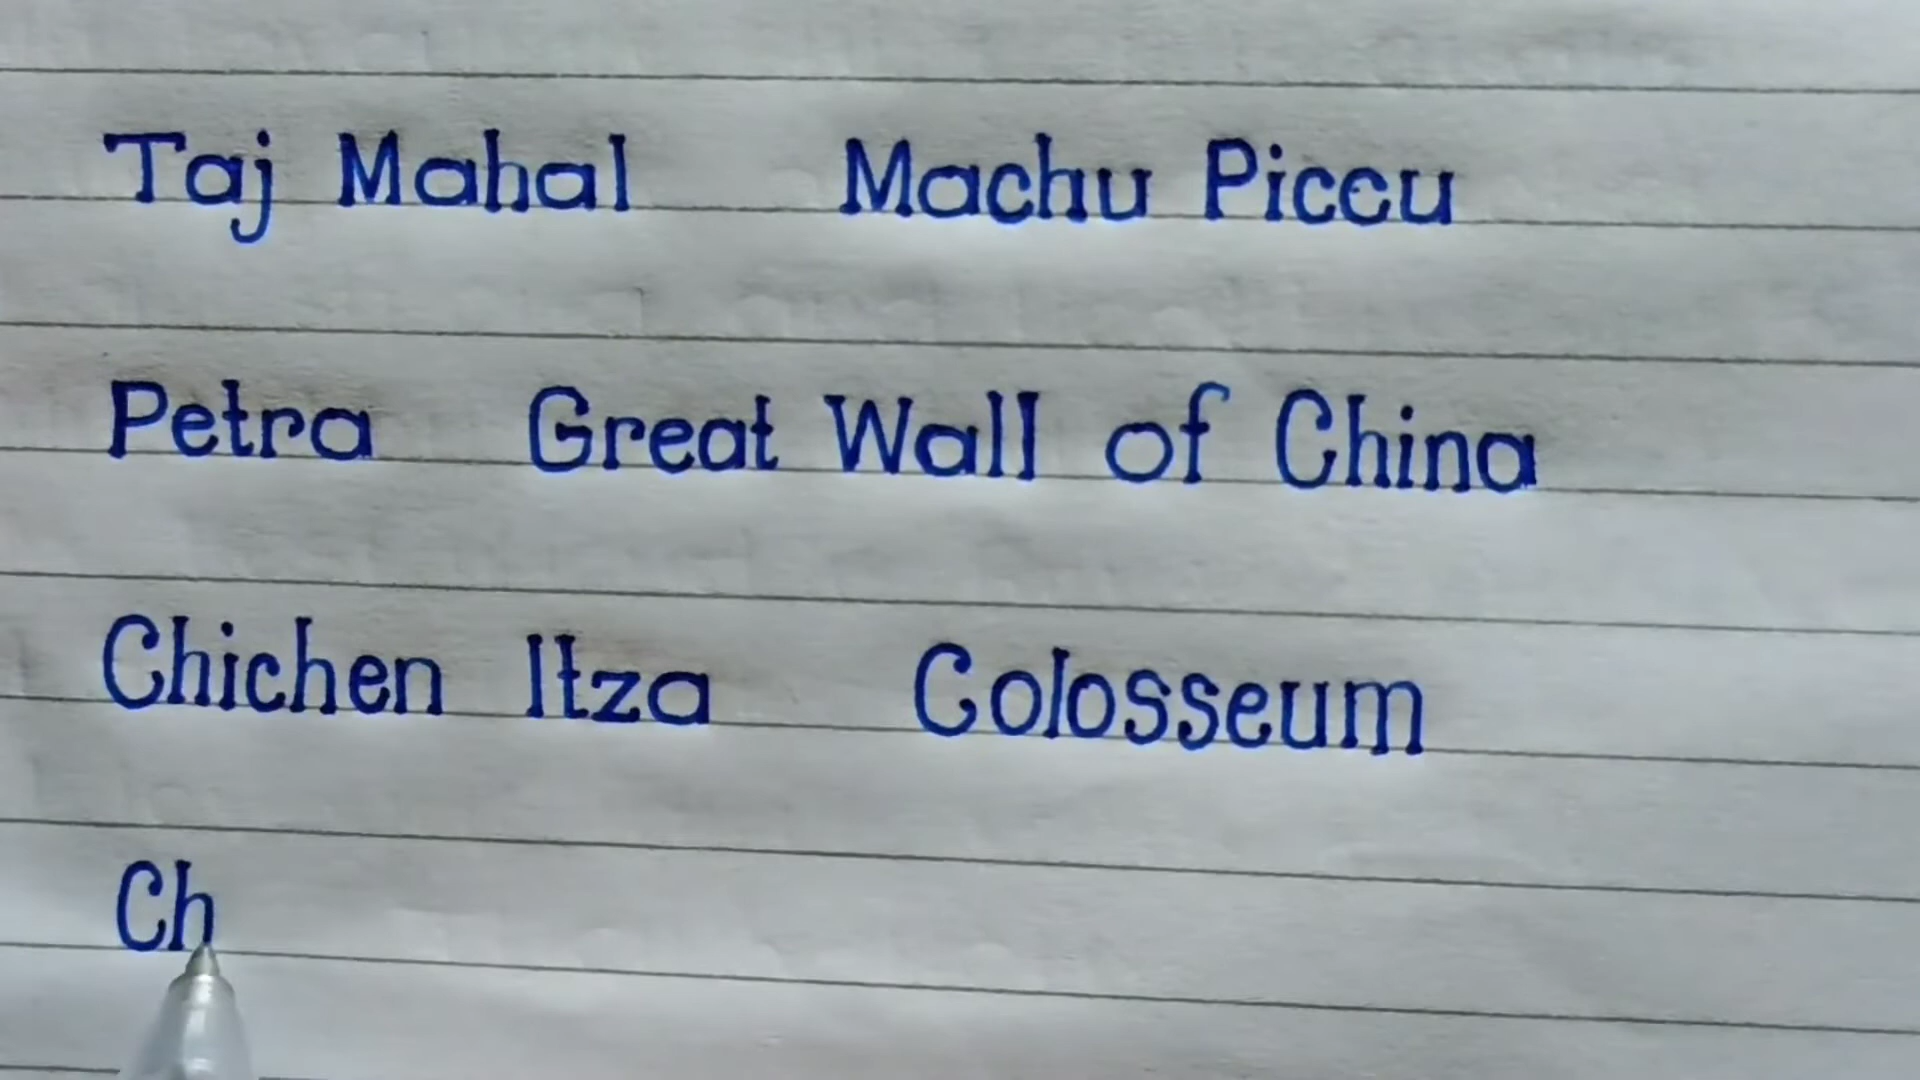 Taj Mahal Machu Piccu
Petra Great Wall of China
Chichen Itza Colosseum
Ch